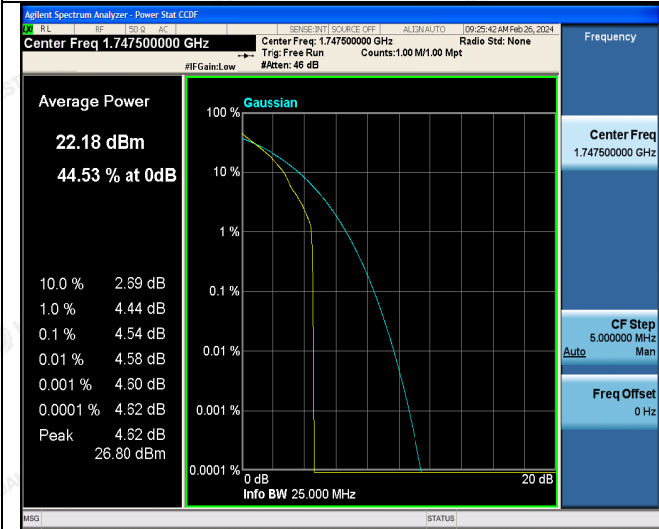 Agilent Spectrum Analyzer - Power Stat CCDF
LXI RL RF 50 Ω AC SENSE:INT SOURCE OFF ALIGN AUTO 09:25:42 AM Feb 26, 2024
Center Freq 1.747500000 GHz
Center Freq: 1.747500000 GHz Radio Std: None
Trig: Free Run Counts:1.00 M/1.00 Mpt
#IFGain:Low #Atten: 46 dB
Frequency
Average Power
22.18 dBm
44.53 % at 0dB
10.0 % 2.69 dB
1.0 % 4.44 dB
0.1 % 4.54 dB
0.01 % 4.58 dB
0.001 % 4.60 dB
0.0001 % 4.62 dB
Peak 4.62 dB
26.80 dBm
Gaussian
100 %
10 %
1 %
0.1 %
0.01 %
0.001 %
0.0001 %
0 dB 20 dB
Info BW 25.000 MHz
Center Freq
1.747500000 GHz
CF Step
5.000000 MHz
Auto Man
Freq Offset
0 Hz
MSG STATUS